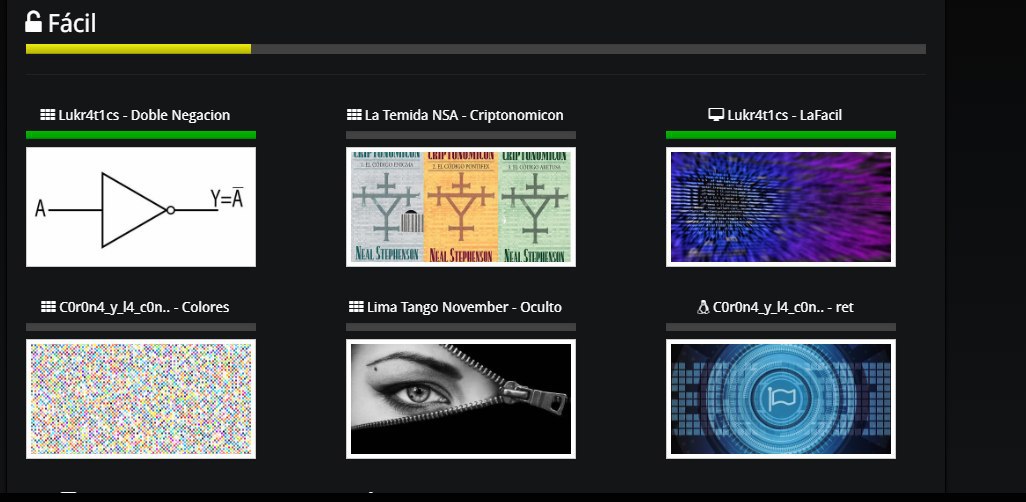 Fácil
Lukr4t1cs - Doble Negacion
La Temida NSA - Criptonomicon
Lukr4t1cs - LaFacil
A
Y=A̅
CRIPTONOMICON
CRIPTONOMICON
CRIPTONOMICON
1. EL CÓDIGO ENIGMA
2. EL CÓDIGO PONTIFEX
3. EL CÓDIGO ARETUSA
NEAL STEPHENSON
NEAL STEPHENSON
NEAL STEPHENSON
C0r0n4_y_l4_c0n.. - Colores
Lima Tango November - Oculto
C0r0n4_y_l4_c0n.. - ret